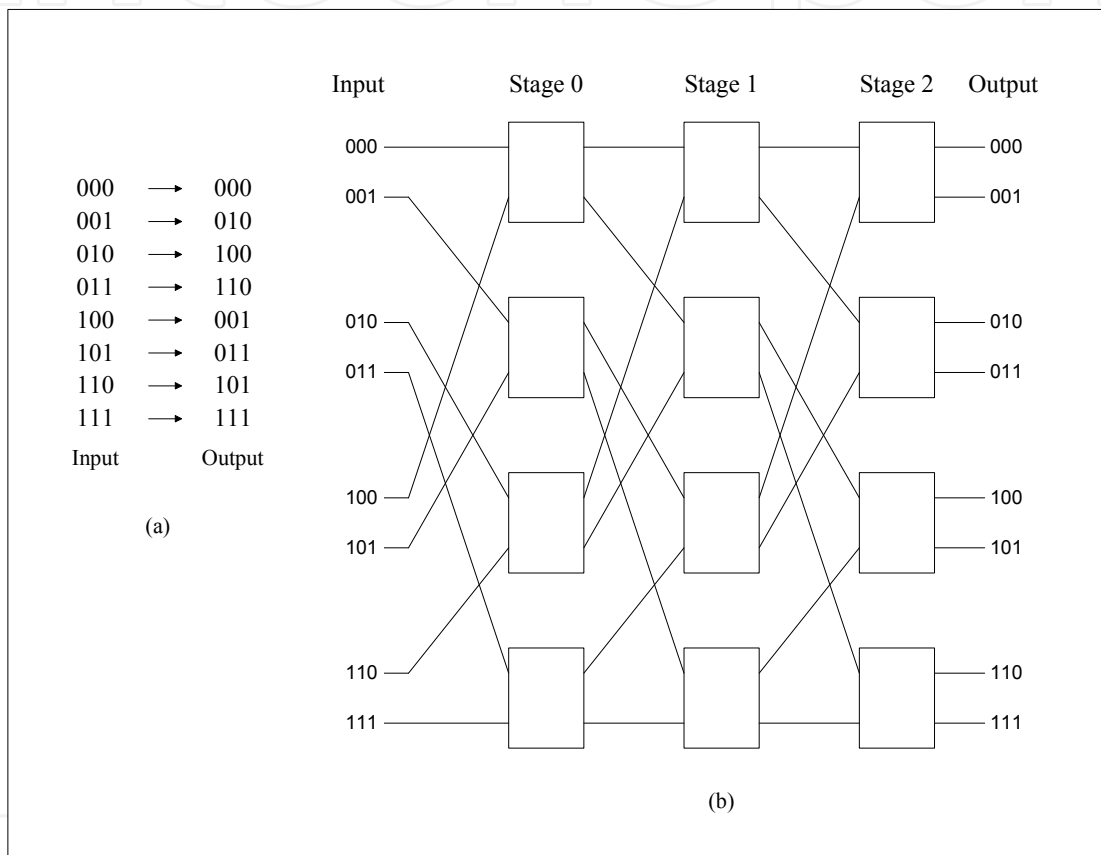 Input Stage 0 Stage 1 Stage 2 Output
000 → 000
001 → 010
010 → 100
011 → 110
100 → 001
101 → 011
110 → 101
111 → 111
Input Output
(a)
000 000
001 001
010 010
011 011
100 100
101 101
110 110
111 111
(b)